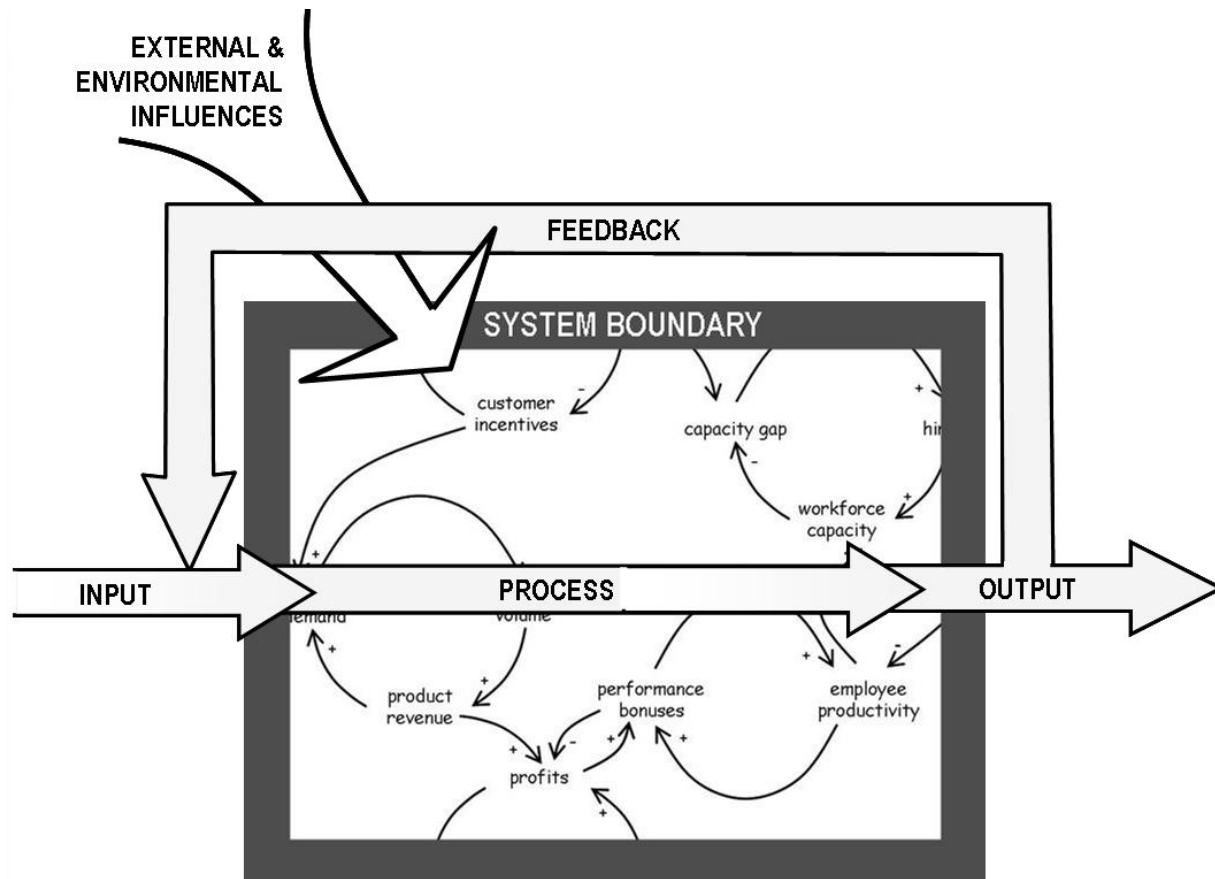 EXTERNAL &
ENVIRONMENTAL
INFLUENCES
FEEDBACK
SYSTEM BOUNDARY
-
customer
incentives
capacity gap
+
-
workforce
capacity
+
+
INPUT
PROCESS
OUTPUT
volume
+
+
+
-
product
revenue
performance
bonuses
employee
productivity
+
-
+
+
profits
+